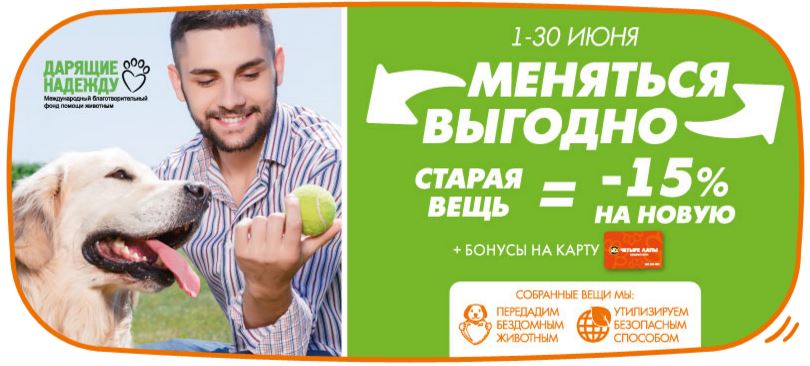 ДАРЯЩИЕ
НАДЕЖДУ
Международный благотворительный
фонд помощи животным
1-30 ИЮНЯ
МЕНЯТЬСЯ
ВЫГОДНО
СТАРАЯ
ВЕЩЬ
=
-15%
НА НОВУЮ
+ БОНУСЫ НА КАРТУ
ЧЕТЫРЕ ЛАПЫ
СОБРАННЫЕ ВЕЩИ МЫ:
ПЕРЕДАДИМ
БЕЗДОМНЫМ
ЖИВОТНЫМ
УТИЛИЗИРУЕМ
БЕЗОПАСНЫМ
СПОСОБОМ